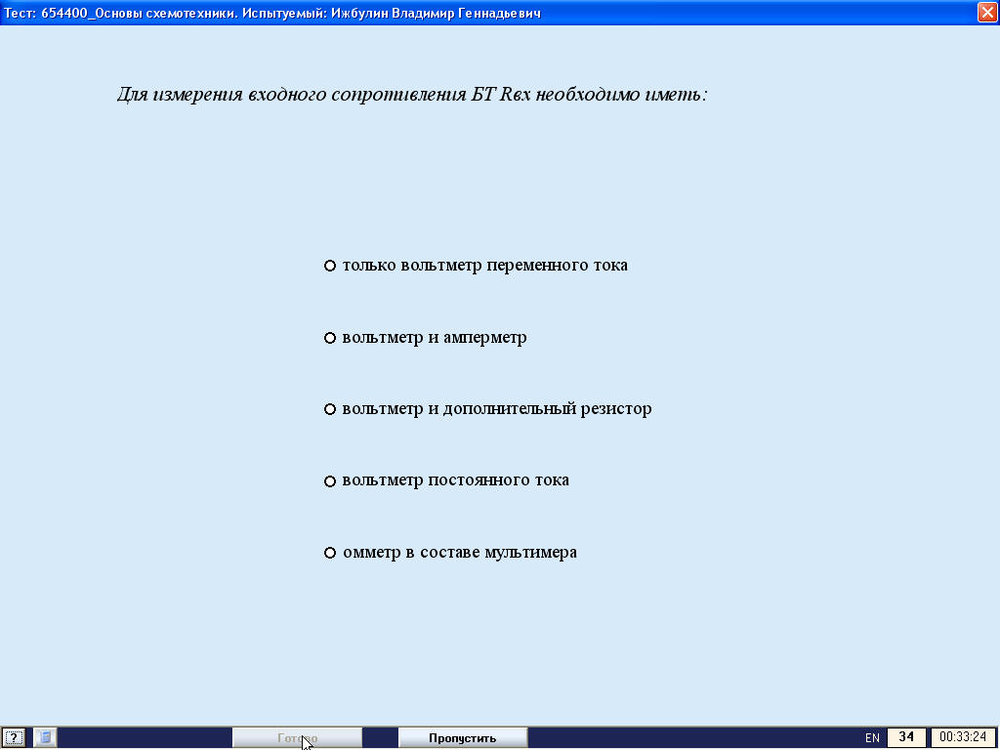 Тест: 654400_Основы схемотехники. Испытуемый: Ижбулин Владимир Геннадьевич
Для измерения входного сопротивления БТ Rвх необходимо иметь:
только вольтметр переменного тока
вольтметр и амперметр
вольтметр и дополнительный резистор
вольтметр постоянного тока
омметр в составе мультимера
? Готово Пропустить EN 34 00:33:24